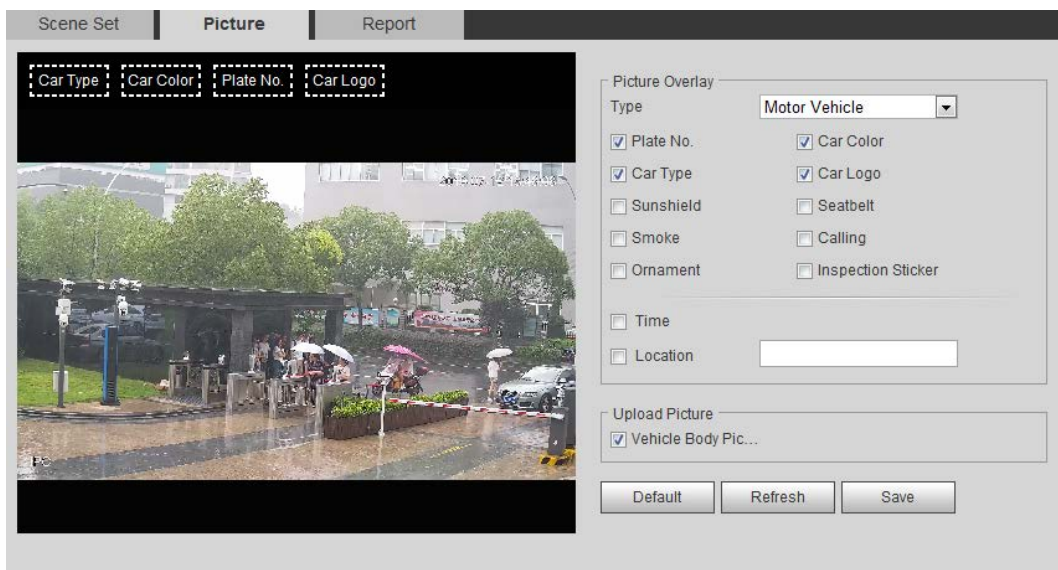 Scene Set Picture Report
Car Type Car Color Plate No. Car Logo
Picture Overlay
Type Motor Vehicle
Plate No. Car Color
Car Type Car Logo
Sunshield Seatbelt
Smoke Calling
Ornament Inspection Sticker
Time
Location
Upload Picture
Vehicle Body Pic...
Default Refresh Save